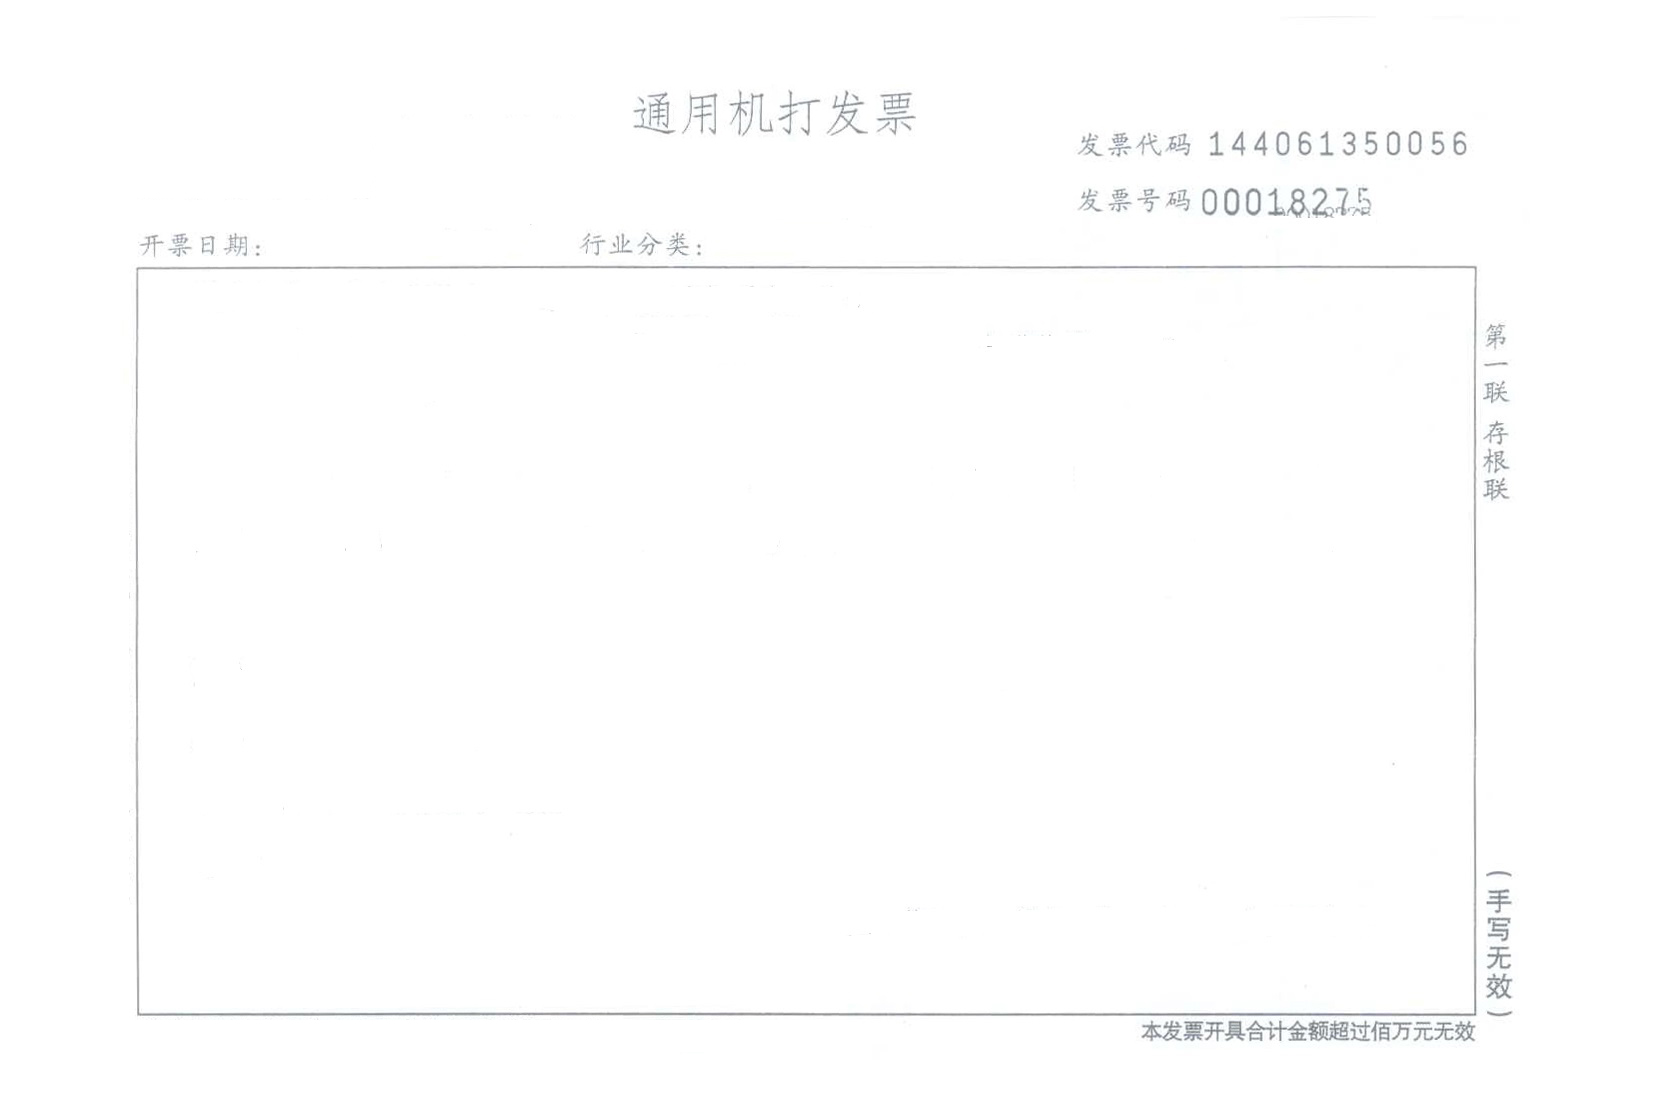 通用机打发票
发票代码 144061350056
发票号码 00018275
开票日期：
行业分类：
第一联 存根联
（手写无效）
本发票开具合计金额超过佰万元无效